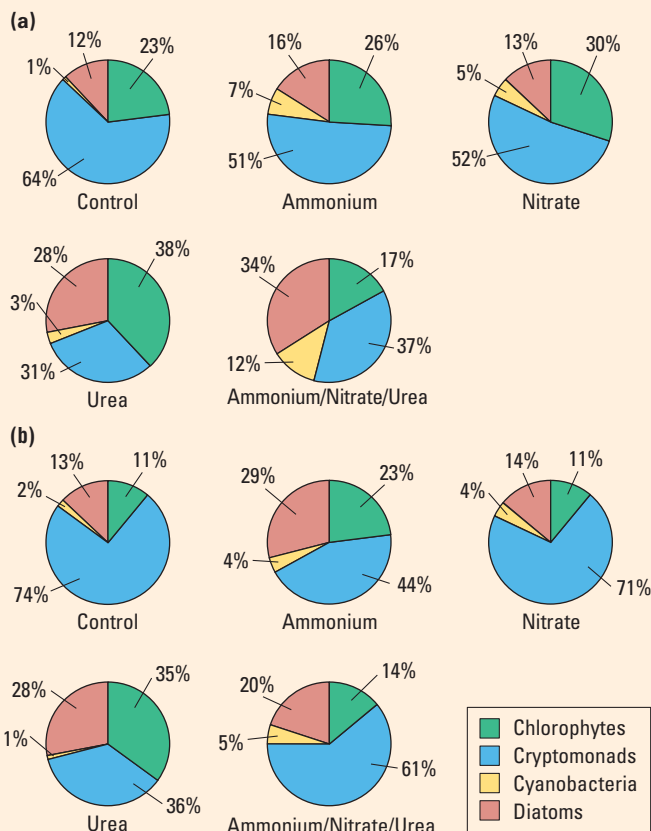 (a)
12% 23%
1%
64%
Control
16% 26%
7%
51%
Ammonium
13% 30%
5%
52%
Nitrate
28% 38%
3%
31%
Urea
34% 17%
12% 37%
Ammonium/Nitrate/Urea
(b)
13% 11%
2%
74%
Control
29% 23%
4%
44%
Ammonium
14% 11%
4%
71%
Nitrate
28% 35%
1%
36%
Urea
20% 14%
5%
61%
Ammonium/Nitrate/Urea
Chlorophytes
Cryptomonads
Cyanobacteria
Diatoms